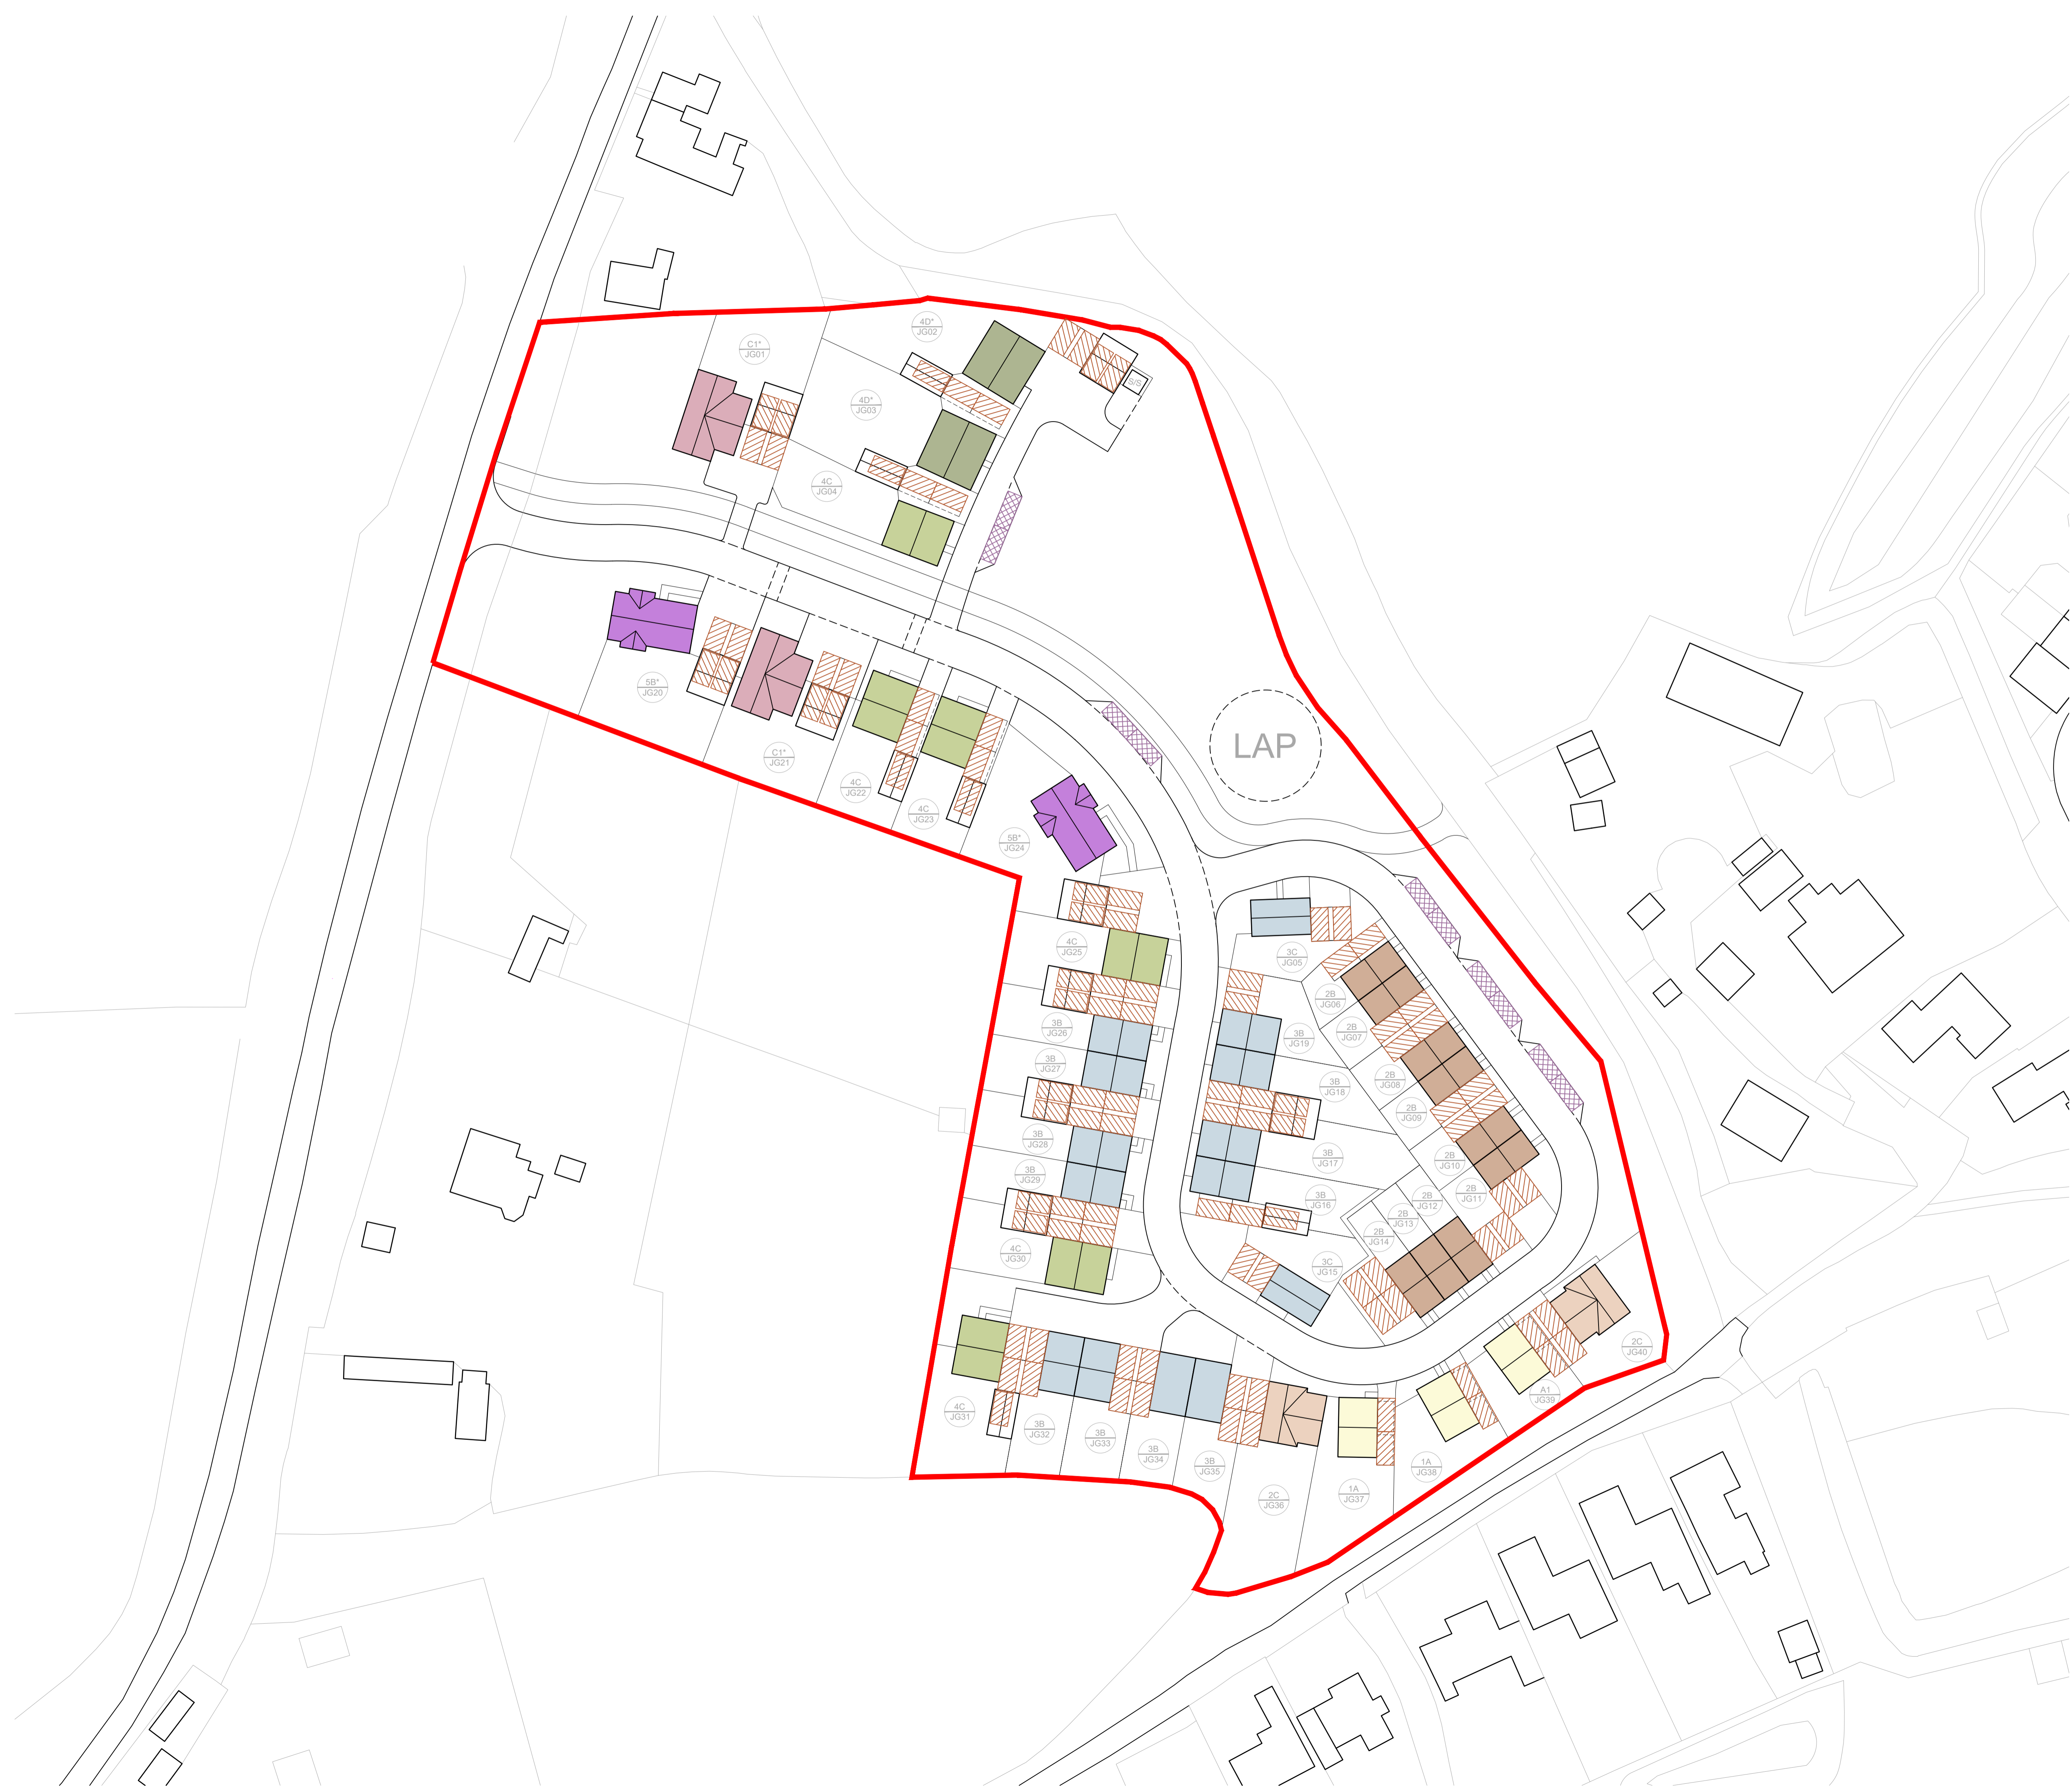 4D*
JG02
C1*
JG01
S/S
4D*
JG03
4C
JG04
5B*
JG20
C1*
JG21
4C
JG22
4C
JG23
LAP
5B*
JG24
4C
JG25
3C
JG05
2B
JG06
3B
JG26
2B
JG07
3B
JG19
3B
JG27
2B
JG08
3B
JG18
2B
JG09
3B
JG28
3B
JG17
2B
JG10
3B
JG29
2B
JG11
3B
JG16
2B
JG12
2B
JG13
2B
JG14
4C
JG30
3C
JG15
2C
JG40
A1
JG39
4C
JG31
3B
JG32
3B
JG33
3B
JG34
3B
JG35
1A
JG38
1A
JG37
2C
JG36